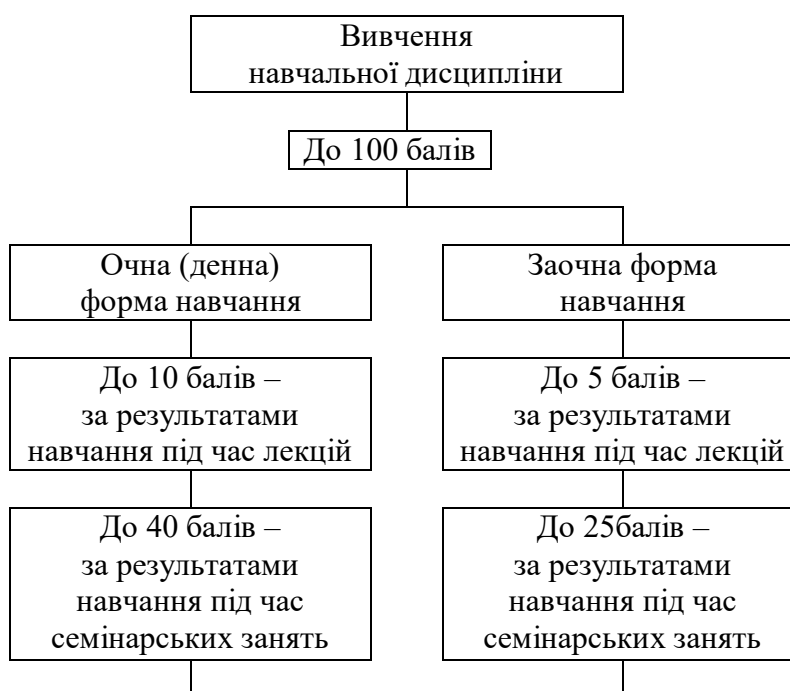 Вивчення
навчальної дисципліни
До 100 балів
Очна (денна)
форма навчання
Заочна форма
навчання
До 10 балів –
за результатами
навчання під час лекцій
До 5 балів –
за результатами
навчання під час лекцій
До 40 балів –
за результатами
навчання під час
семінарських занять
До 25балів –
за результатами
навчання під час
семінарських занять